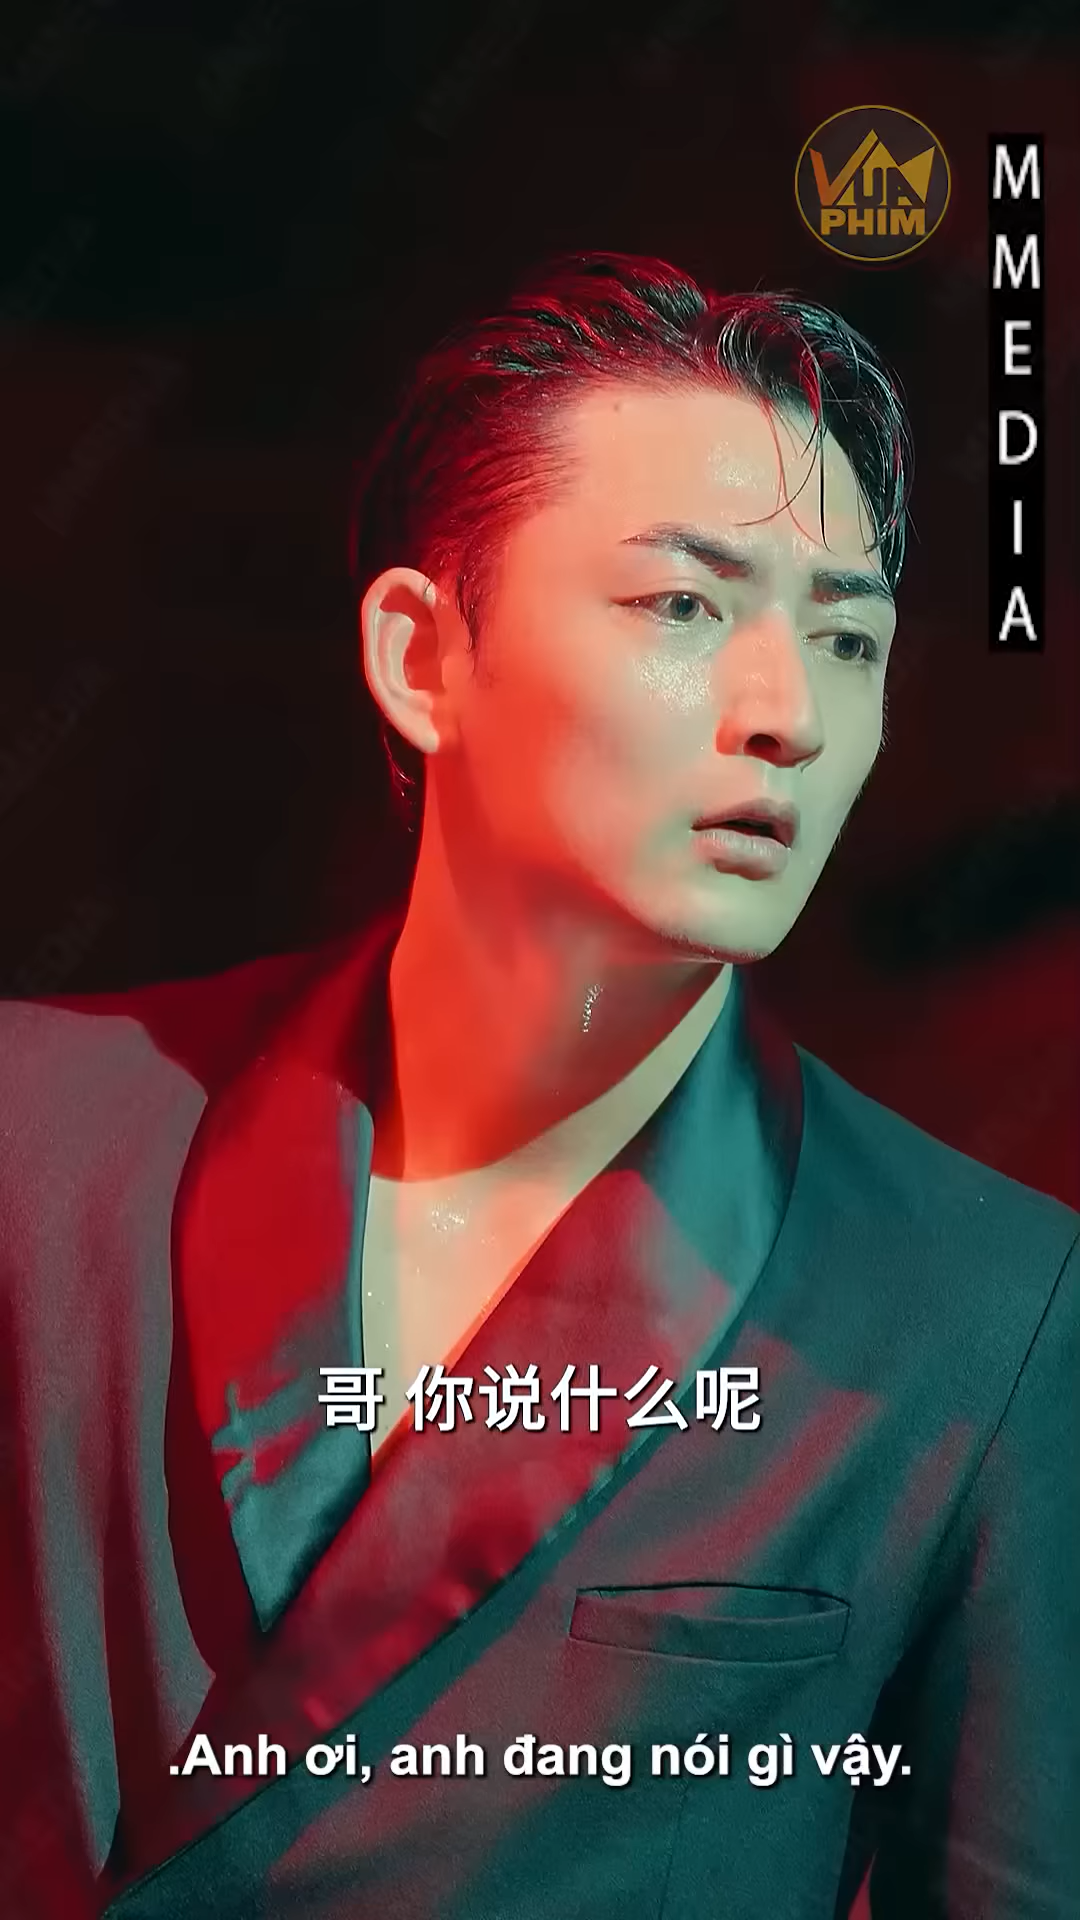 VUA
PHIM
MMEDIA
哥 你说什么呢
.Anh ơi, anh đang nói gì vậy.